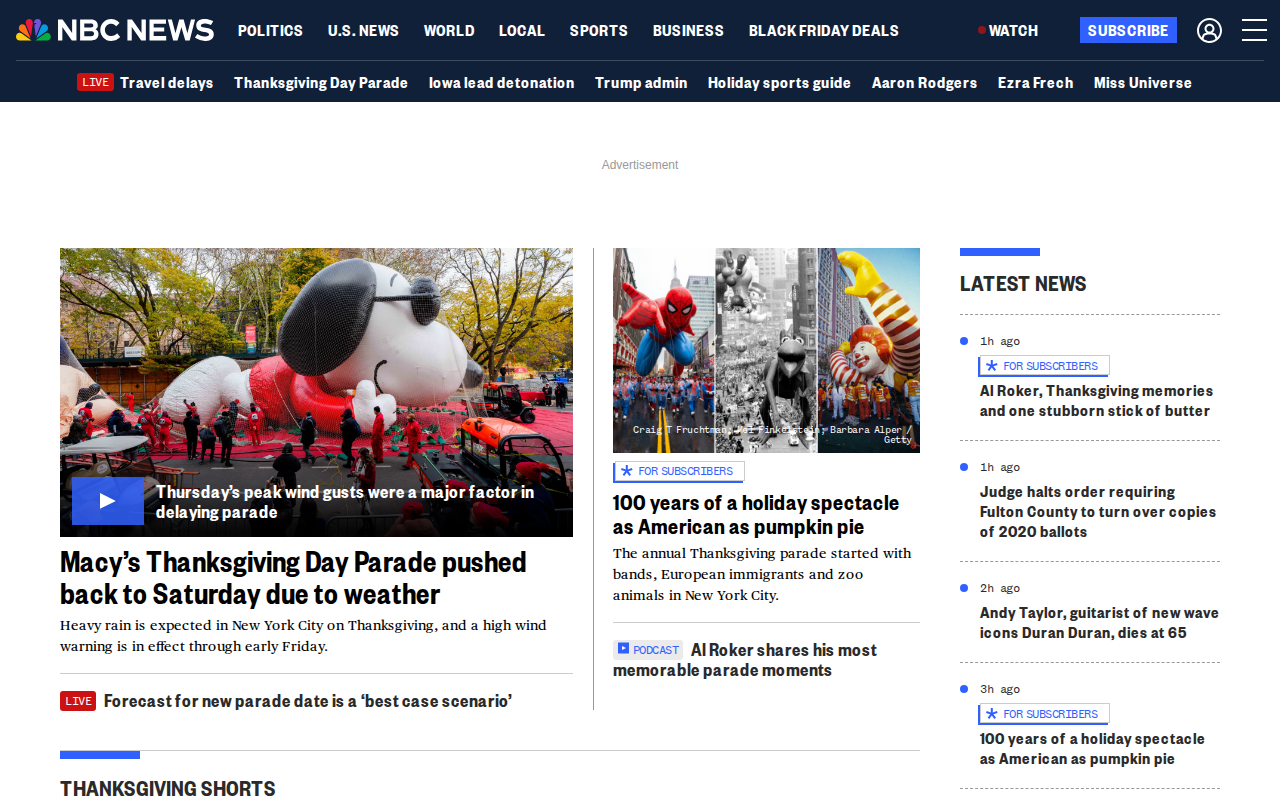 NBC NEWS POLITICS U.S. NEWS WORLD LOCAL SPORTS BUSINESS BLACK FRIDAY DEALS WATCH SUBSCRIBE
LIVE Travel delays Thanksgiving Day Parade Iowa lead detonation Trump admin Holiday sports guide Aaron Rodgers Ezra Frech Miss Universe
Advertisement
Thursday’s peak wind gusts were a major factor in
delaying parade
Macy’s Thanksgiving Day Parade pushed
back to Saturday due to weather
Heavy rain is expected in New York City on Thanksgiving, and a high wind
warning is in effect through early Friday.
LIVE Forecast for new parade date is a ‘best case scenario’
Craig T Fruchtman; Mel Finkelstein; Barbara Alper /
Getty
FOR SUBSCRIBERS
100 years of a holiday spectacle
as American as pumpkin pie
The annual Thanksgiving parade started with
bands, European immigrants and zoo
animals in New York City.
PODCAST Al Roker shares his most
memorable parade moments
THANKSGIVING SHORTS
LATEST NEWS
1h ago
FOR SUBSCRIBERS
Al Roker, Thanksgiving memories
and one stubborn stick of butter
1h ago
Judge halts order requiring
Fulton County to turn over copies
of 2020 ballots
2h ago
Andy Taylor, guitarist of new wave
icons Duran Duran, dies at 65
3h ago
FOR SUBSCRIBERS
100 years of a holiday spectacle
as American as pumpkin pie